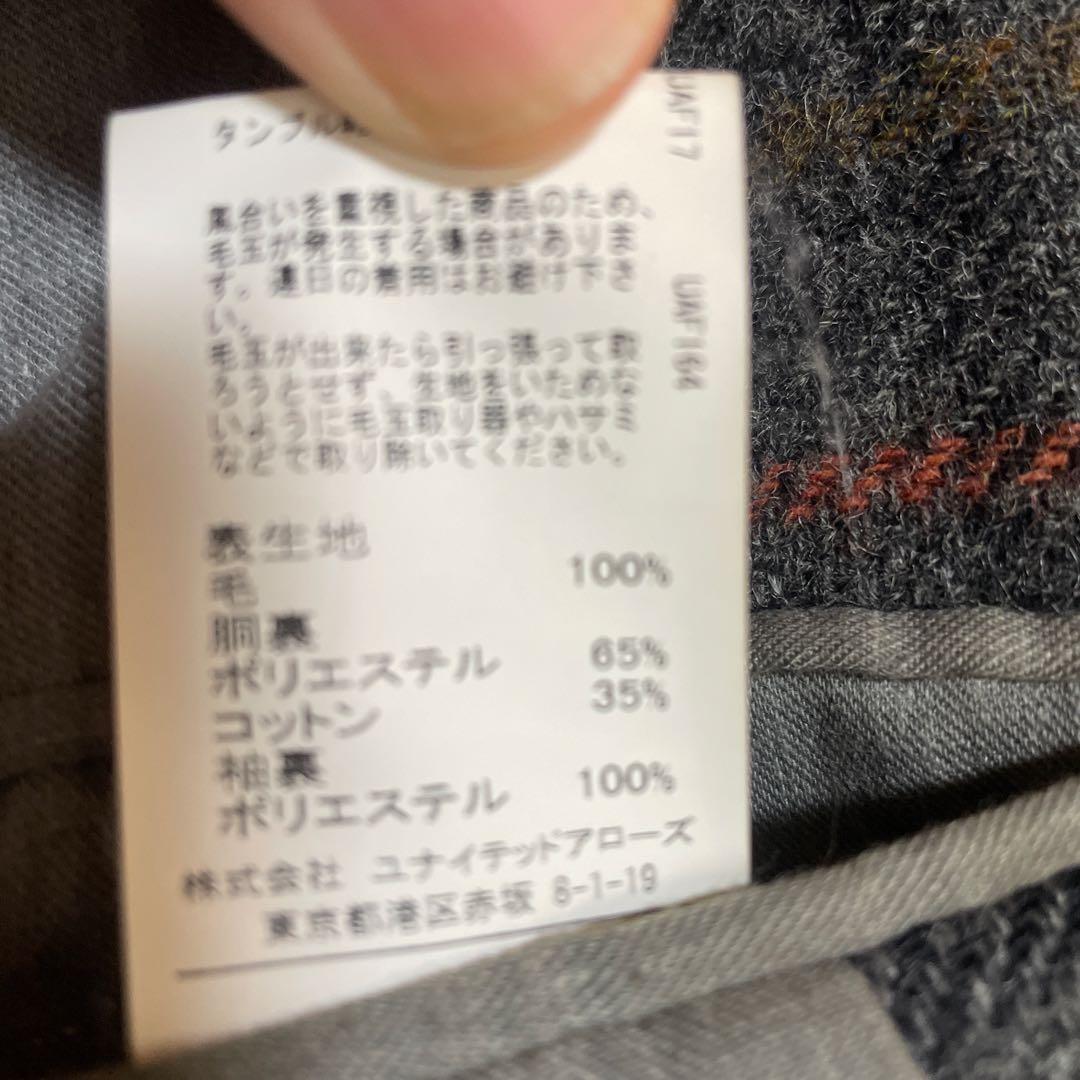 タンブル
風合いを重視した商品のため、
毛玉が発生する場合がありま
す。連日の着用はお避け下さ
い。
毛玉が出来たら引っ張って取
ろうとせず、生地をいためな
いように毛玉取り器やハサミ
などで取り除いてください。
表生地
毛 100%
胴裏
ポリエステル 65%
コットン 35%
袖裏
ポリエステル 100%
株式会社 ユナイテッドアローズ
東京都港区赤坂 8-1-19
UAF17
UAF164